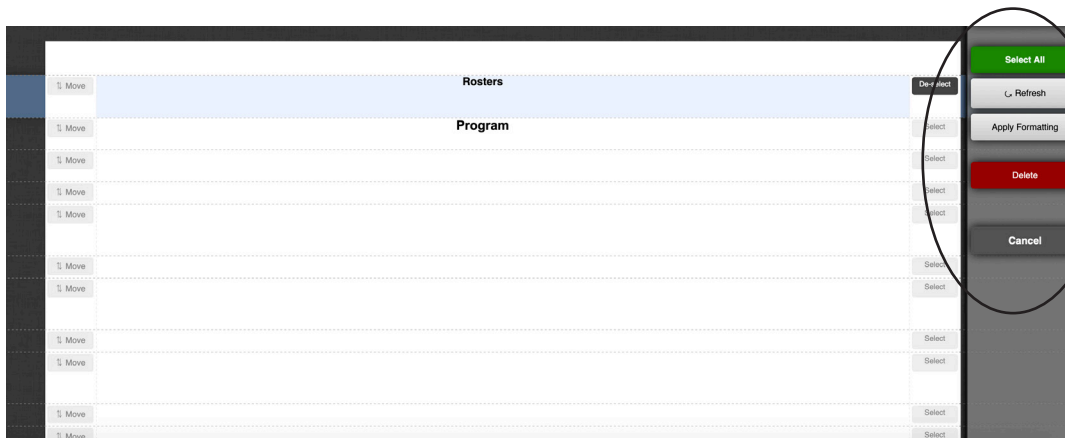 Select All
⇅ Move Rosters De-select
⤿ Refresh
⇅ Move Program Select
Apply Formatting
⇅ Move Select
Delete
⇅ Move Select
⇅ Move Select
Cancel
⇅ Move Select
⇅ Move Select
⇅ Move Select
⇅ Move Select
⇅ Move Select
⇅ Move Select